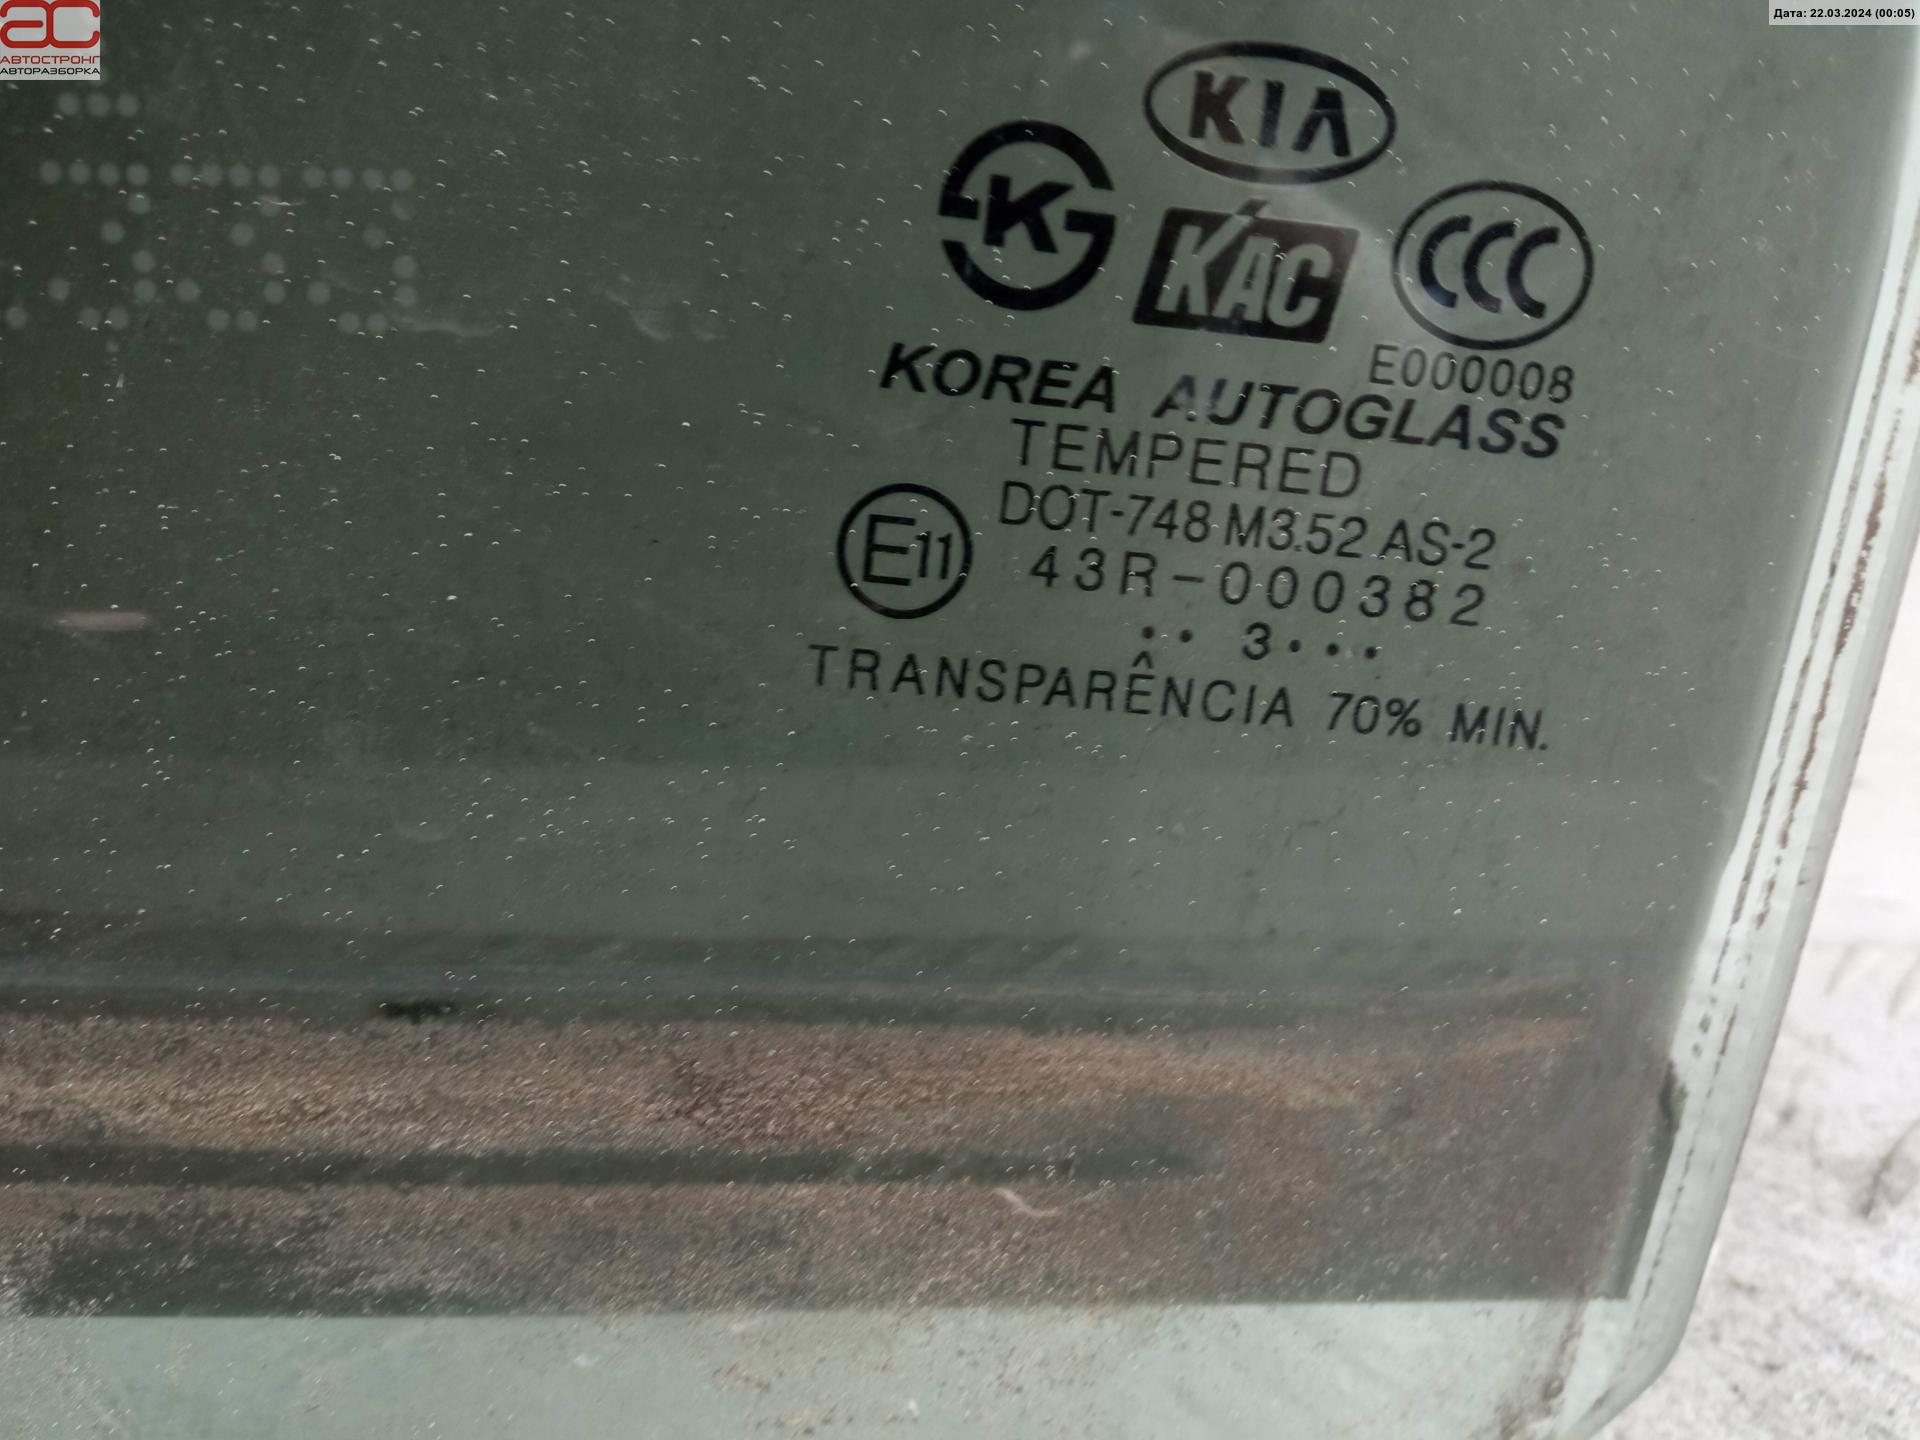 АВТОСТРОНГ
АВТОРАЗБОРКА
Дата: 22.03.2024 (00:05)
KIA
K
KAC
CCC
E000008
KOREA AUTOGLASS
TEMPERED
DOT-748 M3.52 AS-2
E11
43R-000382
•• 3•••
TRANSPARÊNCIA 70% MIN.